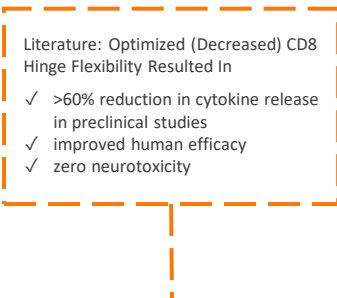 Literature: Optimized (Decreased) CD8
Hinge Flexibility Resulted In
✓ >60% reduction in cytokine release
in preclinical studies
✓ improved human efficacy
✓ zero neurotoxicity